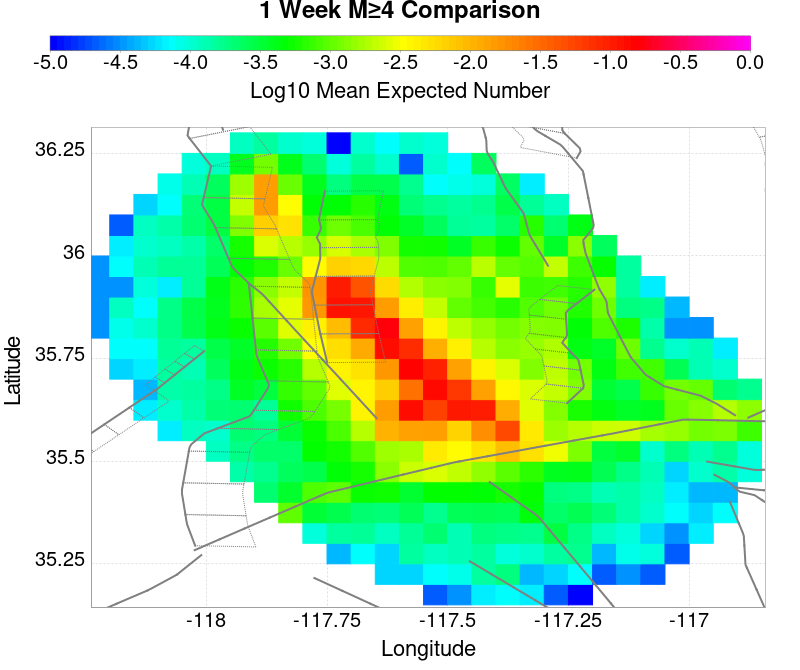 1 Week M≥4 Comparison
-5.0 -4.5 -4.0 -3.5 -3.0 -2.5 -2.0 -1.5 -1.0 -0.5 0.0
Log10 Mean Expected Number
36.25
36
35.75
35.5
35.25
Latitude
-118 -117.75 -117.5 -117.25 -117
Longitude